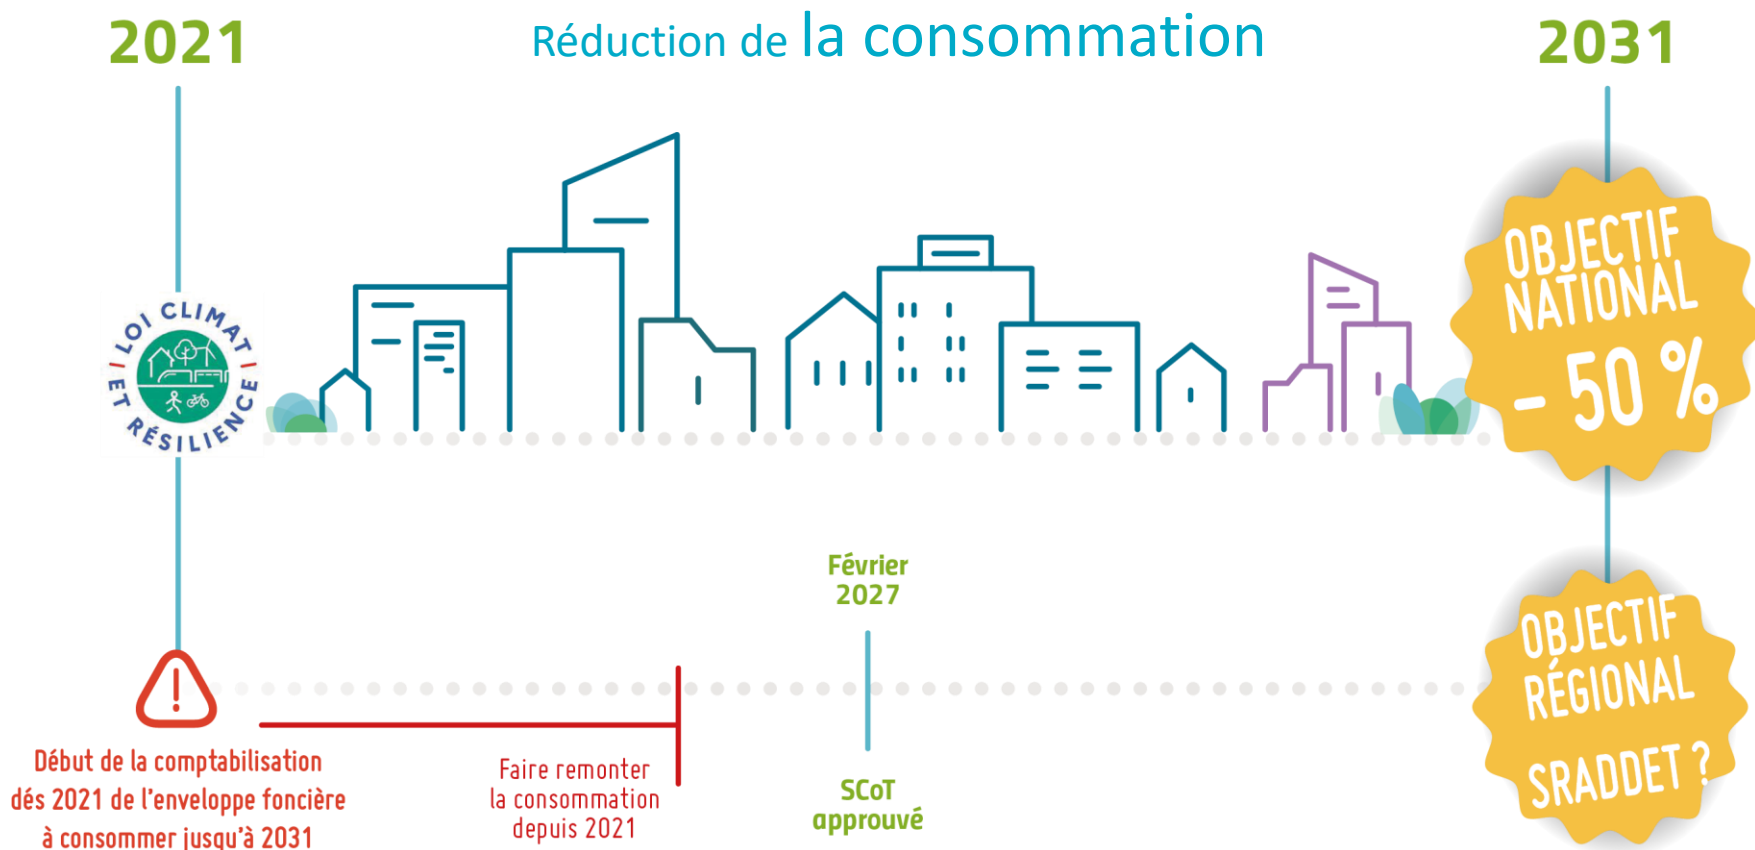 2021
Réduction de la consommation
2031
LOI CLIMAT
ET RÉSILIENCE
OBJECTIF
NATIONAL
- 50 %
Février
2027
OBJECTIF
RÉGIONAL
SRADDET ?
Début de la comptabilisation
dés 2021 de l'enveloppe foncière
à consommer jusqu'à 2031
Faire remonter
la consommation
depuis 2021
SCoT
approuvé